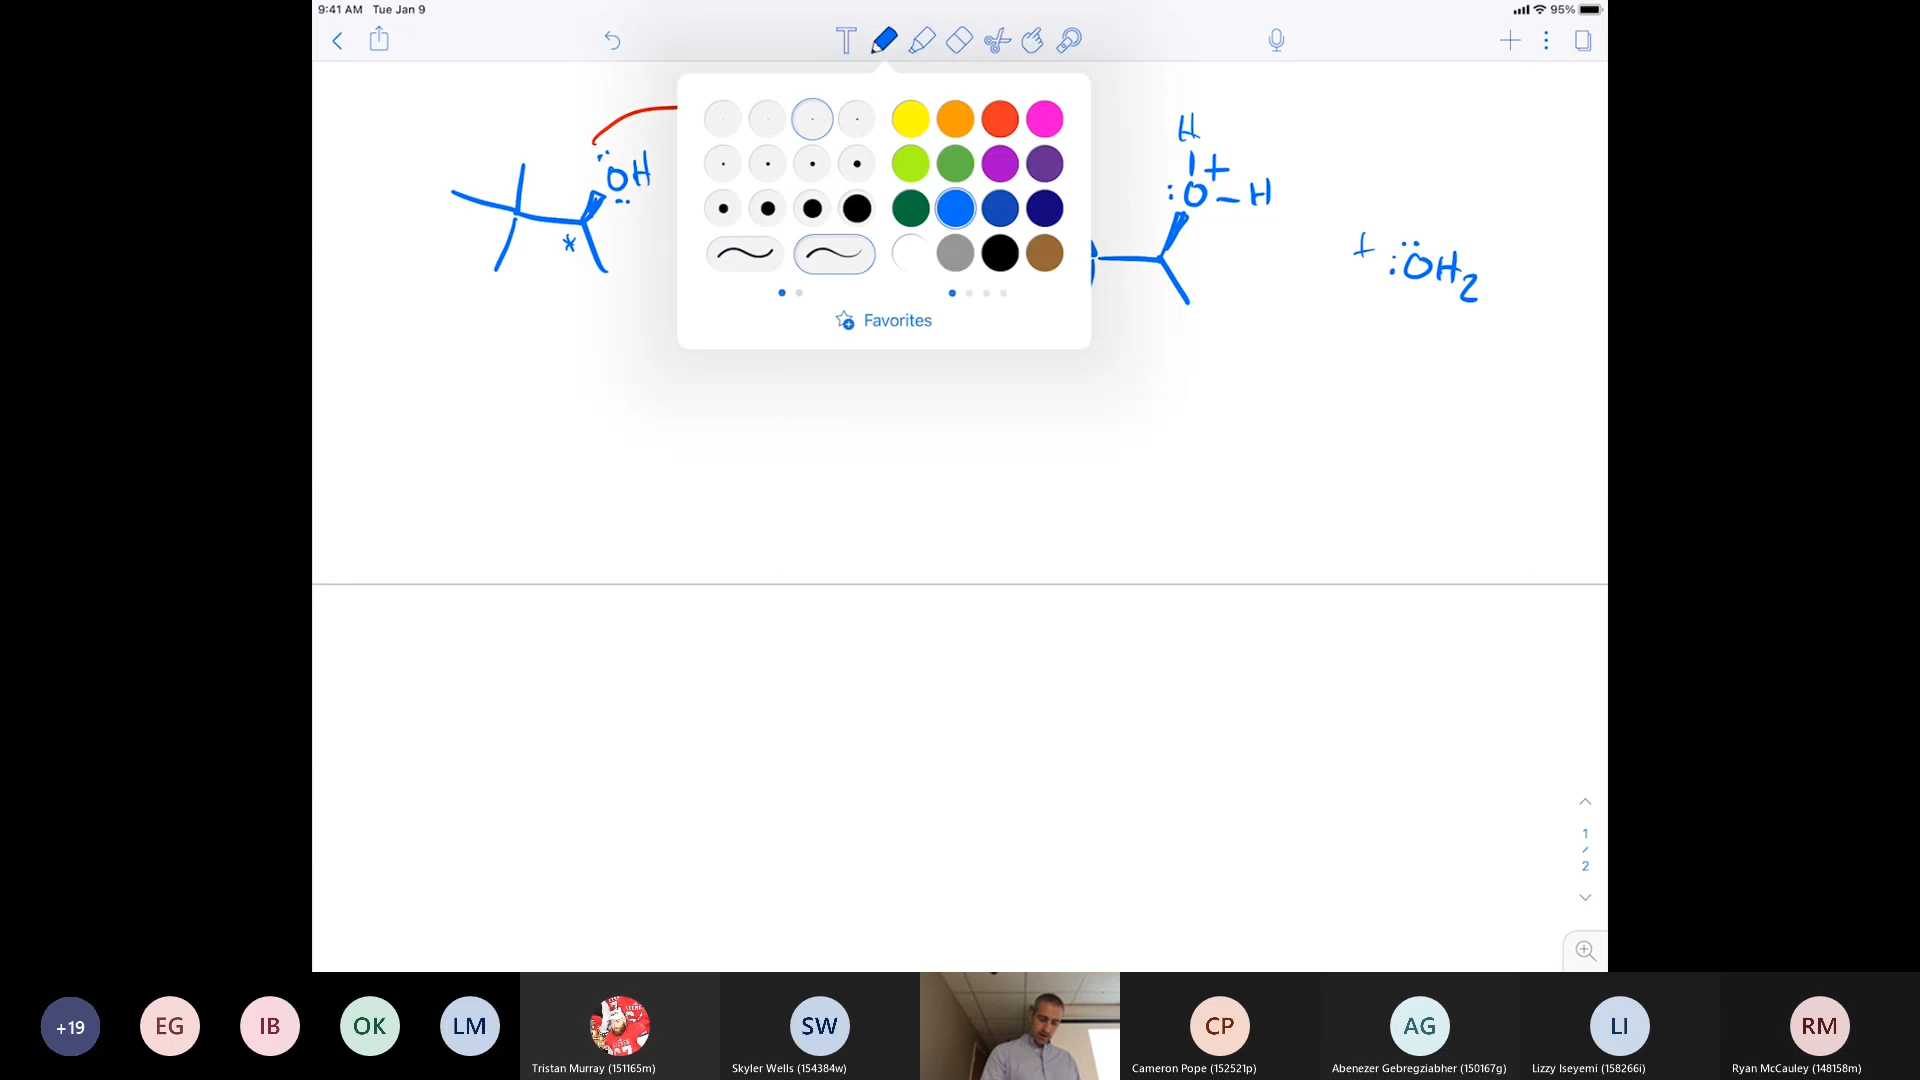 9:41 AM Tue Jan 9
95%
T
H
+
:O-H
ÖH
*
+ :ÖH2
Favorites
1
/
2
+19
EG
IB
OK
LM
SW
CP
AG
LI
RM
Tristan Murray (151165m)
Skyler Wells (154384w)
Cameron Pope (152521p)
Abenezer Gebregziabher (150167g)
Lizzy Iseyemi (158266i)
Ryan McCauley (148158m)